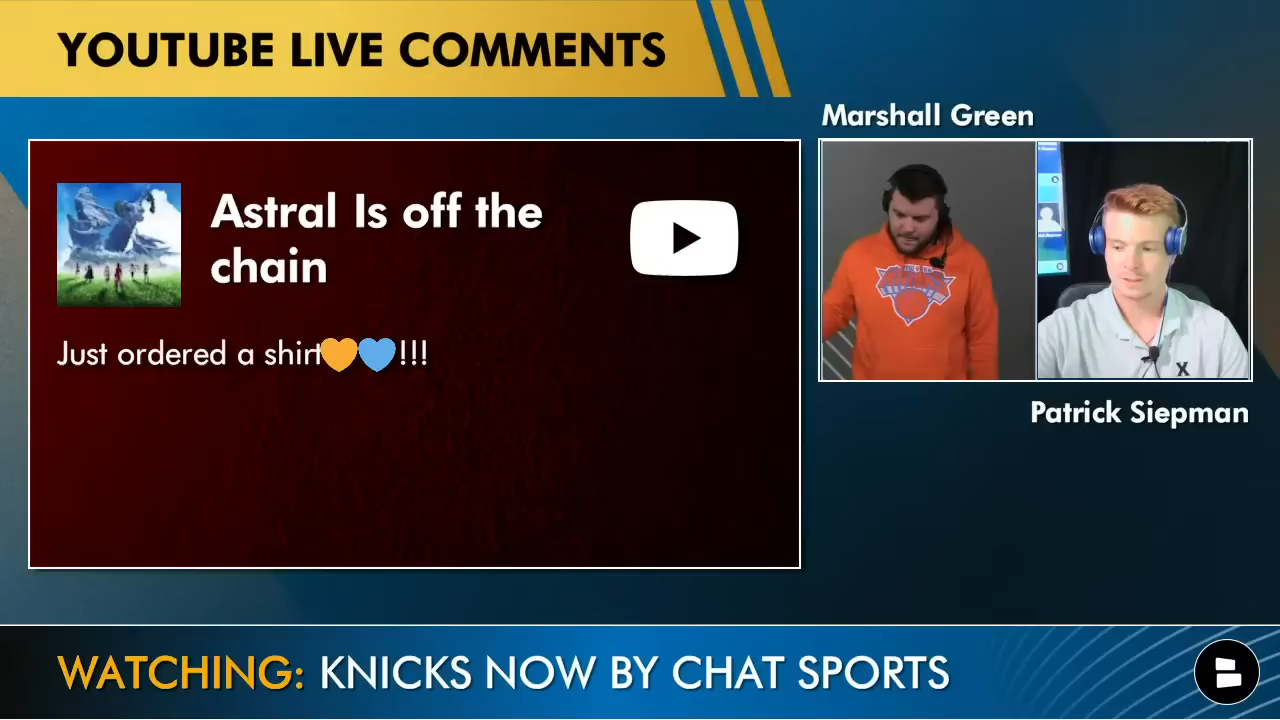 YOUTUBE LIVE COMMENTS
Marshall Green
Astral Is off the
chain
Just ordered a shirt🧡💙!!!
X
Patrick Siepman
WATCHING: KNICKS NOW BY CHAT SPORTS